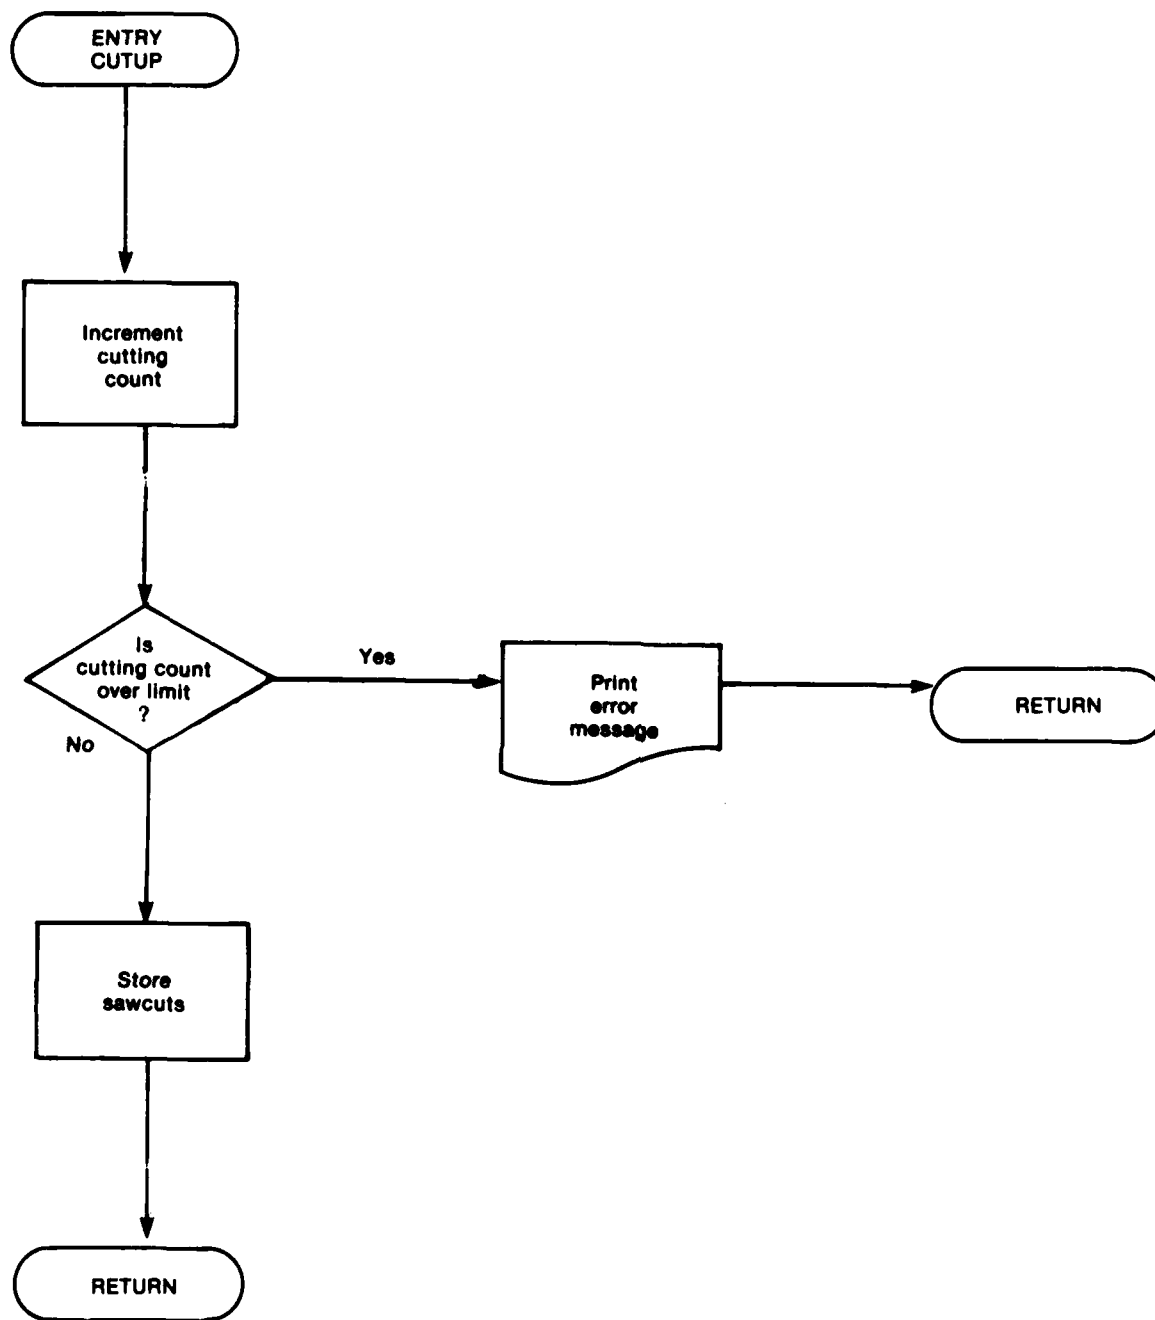 ENTRY
CUTUP
Increment
cutting
count
Is
cutting count
over limit
?
Yes
No
Print
error
message
RETURN
Store
sawcuts
RETURN